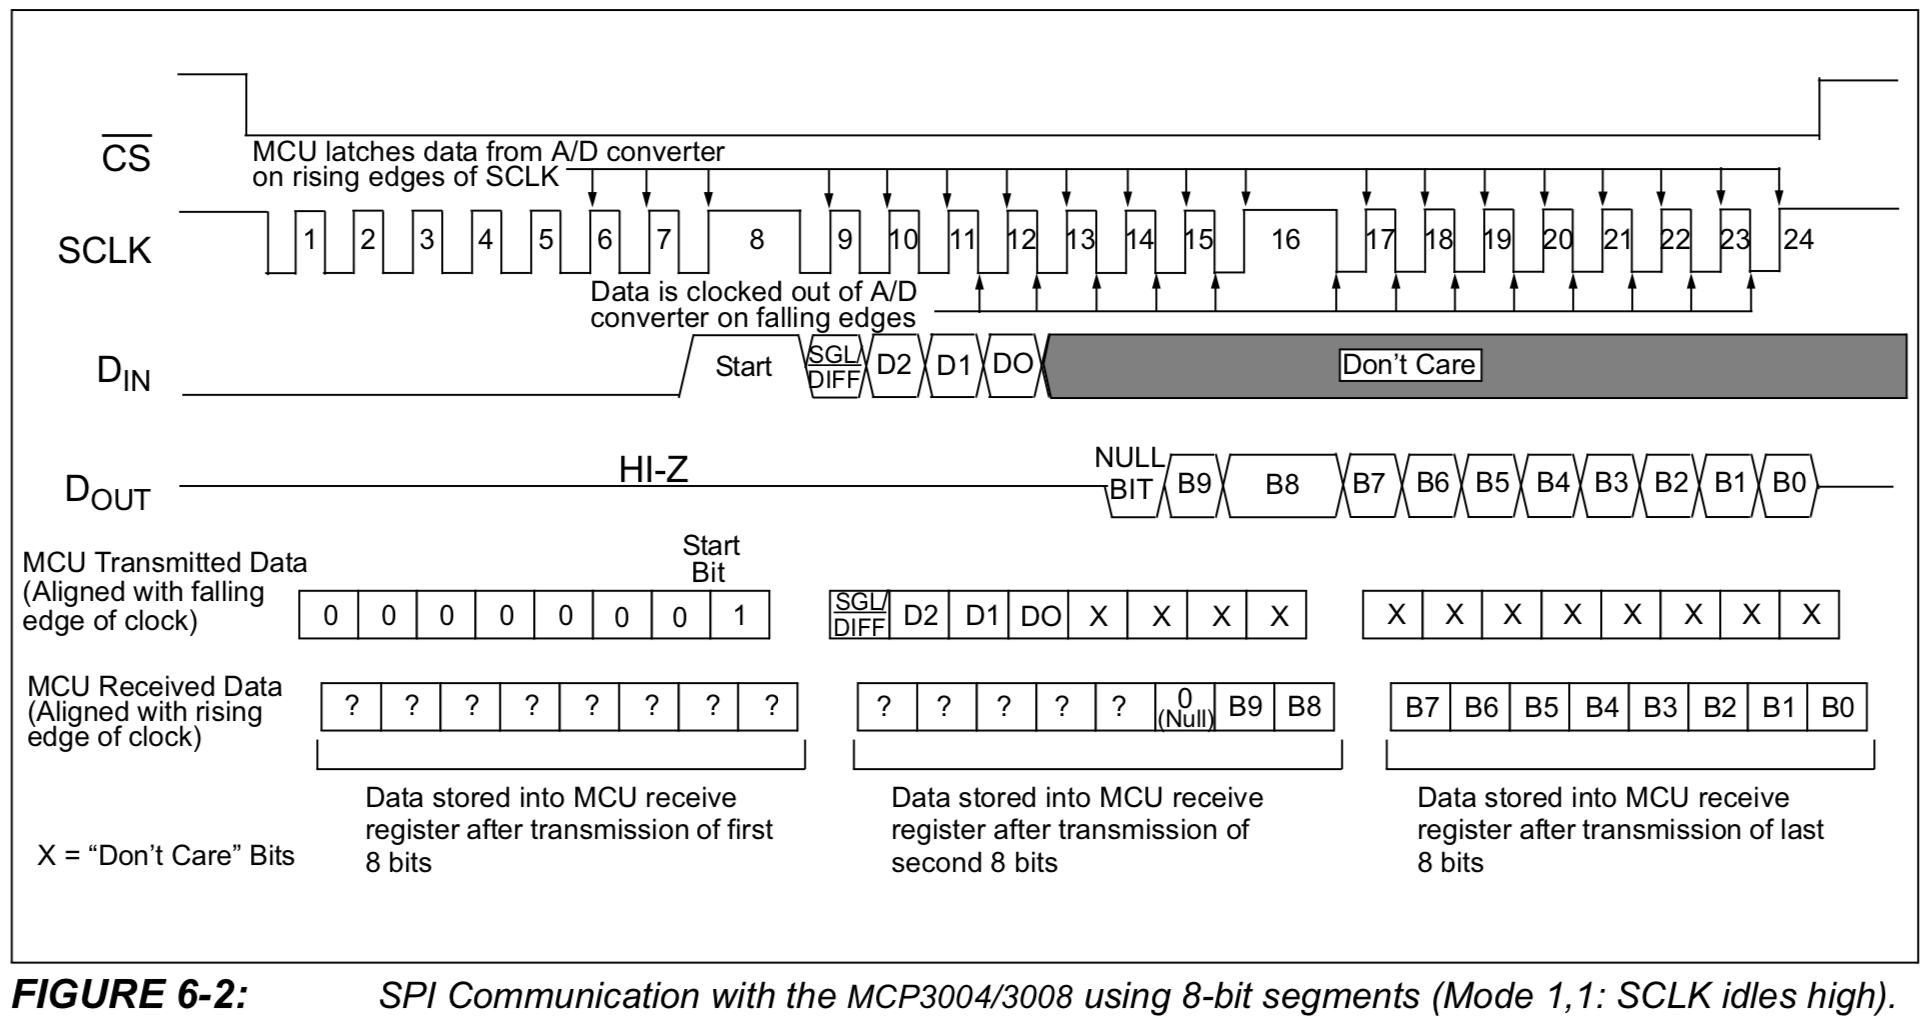 CS
MCU latches data from A/D converter
on rising edges of SCLK
SCLK
1 2 3 4 5 6 7 8 9 10 11 12 13 14 15 16 17 18 19 20 21 22 23 24
Data is clocked out of A/D
converter on falling edges
DIN
Start SGL/ DIFF D2 D1 DO Don't Care
DOUT
HI-Z
NULL
BIT B9 B8 B7 B6 B5 B4 B3 B2 B1 B0
Start
Bit
MCU Transmitted Data
(Aligned with falling
edge of clock)
0 0 0 0 0 0 0 1
SGL/ DIFF D2 D1 DO X X X X
X X X X X X X X
MCU Received Data
(Aligned with rising
edge of clock)
? ? ? ? ? ? ? ?
? ? ? ? ? 0 (Null) B9 B8
B7 B6 B5 B4 B3 B2 B1 B0
Data stored into MCU receive
register after transmission of first
8 bits
Data stored into MCU receive
register after transmission of
second 8 bits
Data stored into MCU receive
register after transmission of last
8 bits
X = “Don't Care” Bits
FIGURE 6-2: SPI Communication with the MCP3004/3008 using 8-bit segments (Mode 1,1: SCLK idles high).